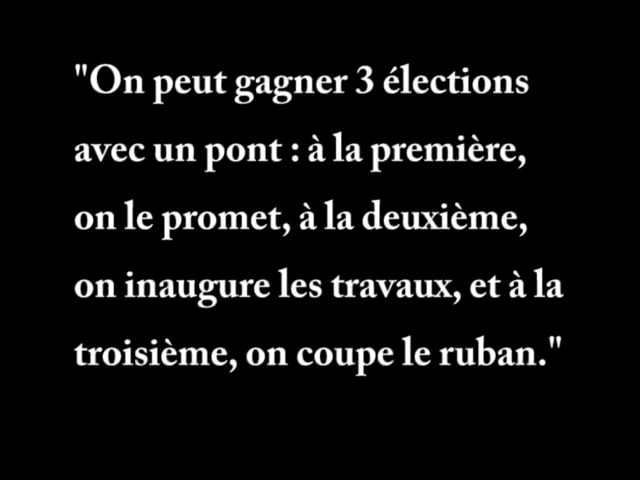 "On peut gagner 3 élections
avec un pont : à la première,
on le promet, à la deuxième,
on inaugure les travaux, et à la
troisième, on coupe le ruban."